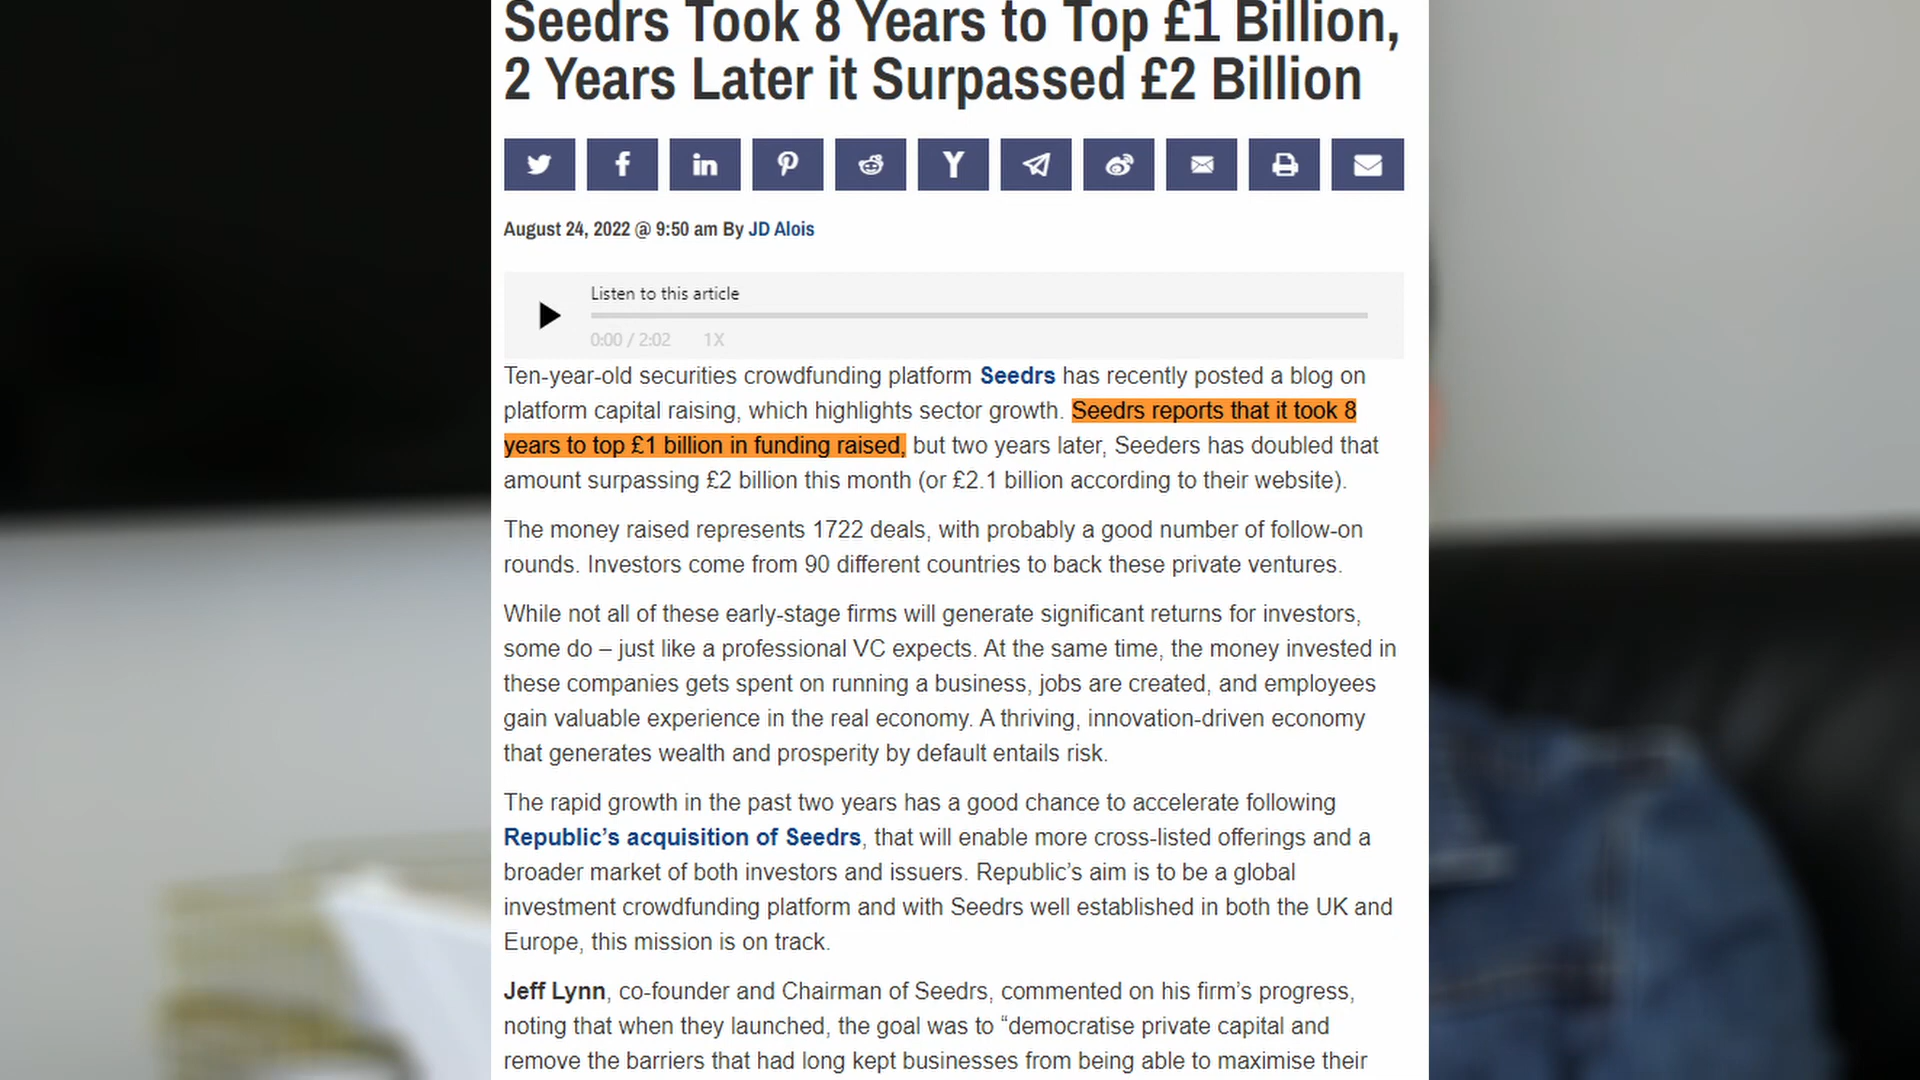 Seedrs Took 8 Years to Top £1 Billion,
2 Years Later it Surpassed £2 Billion
August 24, 2022 @ 9:50 am By JD Alois
Listen to this article
0:00 / 2:02 1X
Ten-year-old securities crowdfunding platform Seedrs has recently posted a blog on
platform capital raising, which highlights sector growth. Seedrs reports that it took 8
years to top £1 billion in funding raised, but two years later, Seeders has doubled that
amount surpassing £2 billion this month (or £2.1 billion according to their website).
The money raised represents 1722 deals, with probably a good number of follow-on
rounds. Investors come from 90 different countries to back these private ventures.
While not all of these early-stage firms will generate significant returns for investors,
some do – just like a professional VC expects. At the same time, the money invested in
these companies gets spent on running a business, jobs are created, and employees
gain valuable experience in the real economy. A thriving, innovation-driven economy
that generates wealth and prosperity by default entails risk.
The rapid growth in the past two years has a good chance to accelerate following
Republic’s acquisition of Seedrs, that will enable more cross-listed offerings and a
broader market of both investors and issuers. Republic’s aim is to be a global
investment crowdfunding platform and with Seedrs well established in both the UK and
Europe, this mission is on track.
Jeff Lynn, co-founder and Chairman of Seedrs, commented on his firm’s progress,
noting that when they launched, the goal was to “democratise private capital and
remove the barriers that had long kept businesses from being able to maximise their